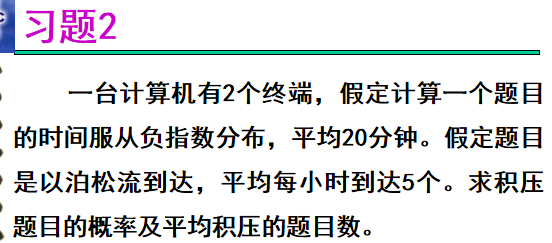 习题2
一台计算机有2个终端，假定计算一个题目
的时间服从负指数分布，平均20分钟。假定题目
是以泊松流到达，平均每小时到达5个。求积压
题目的概率及平均积压的题目数。